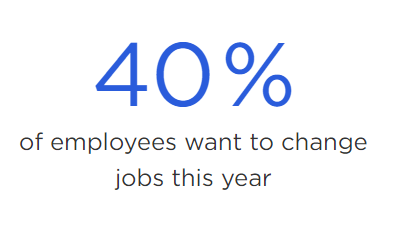 40%
of employees want to change
jobs this year